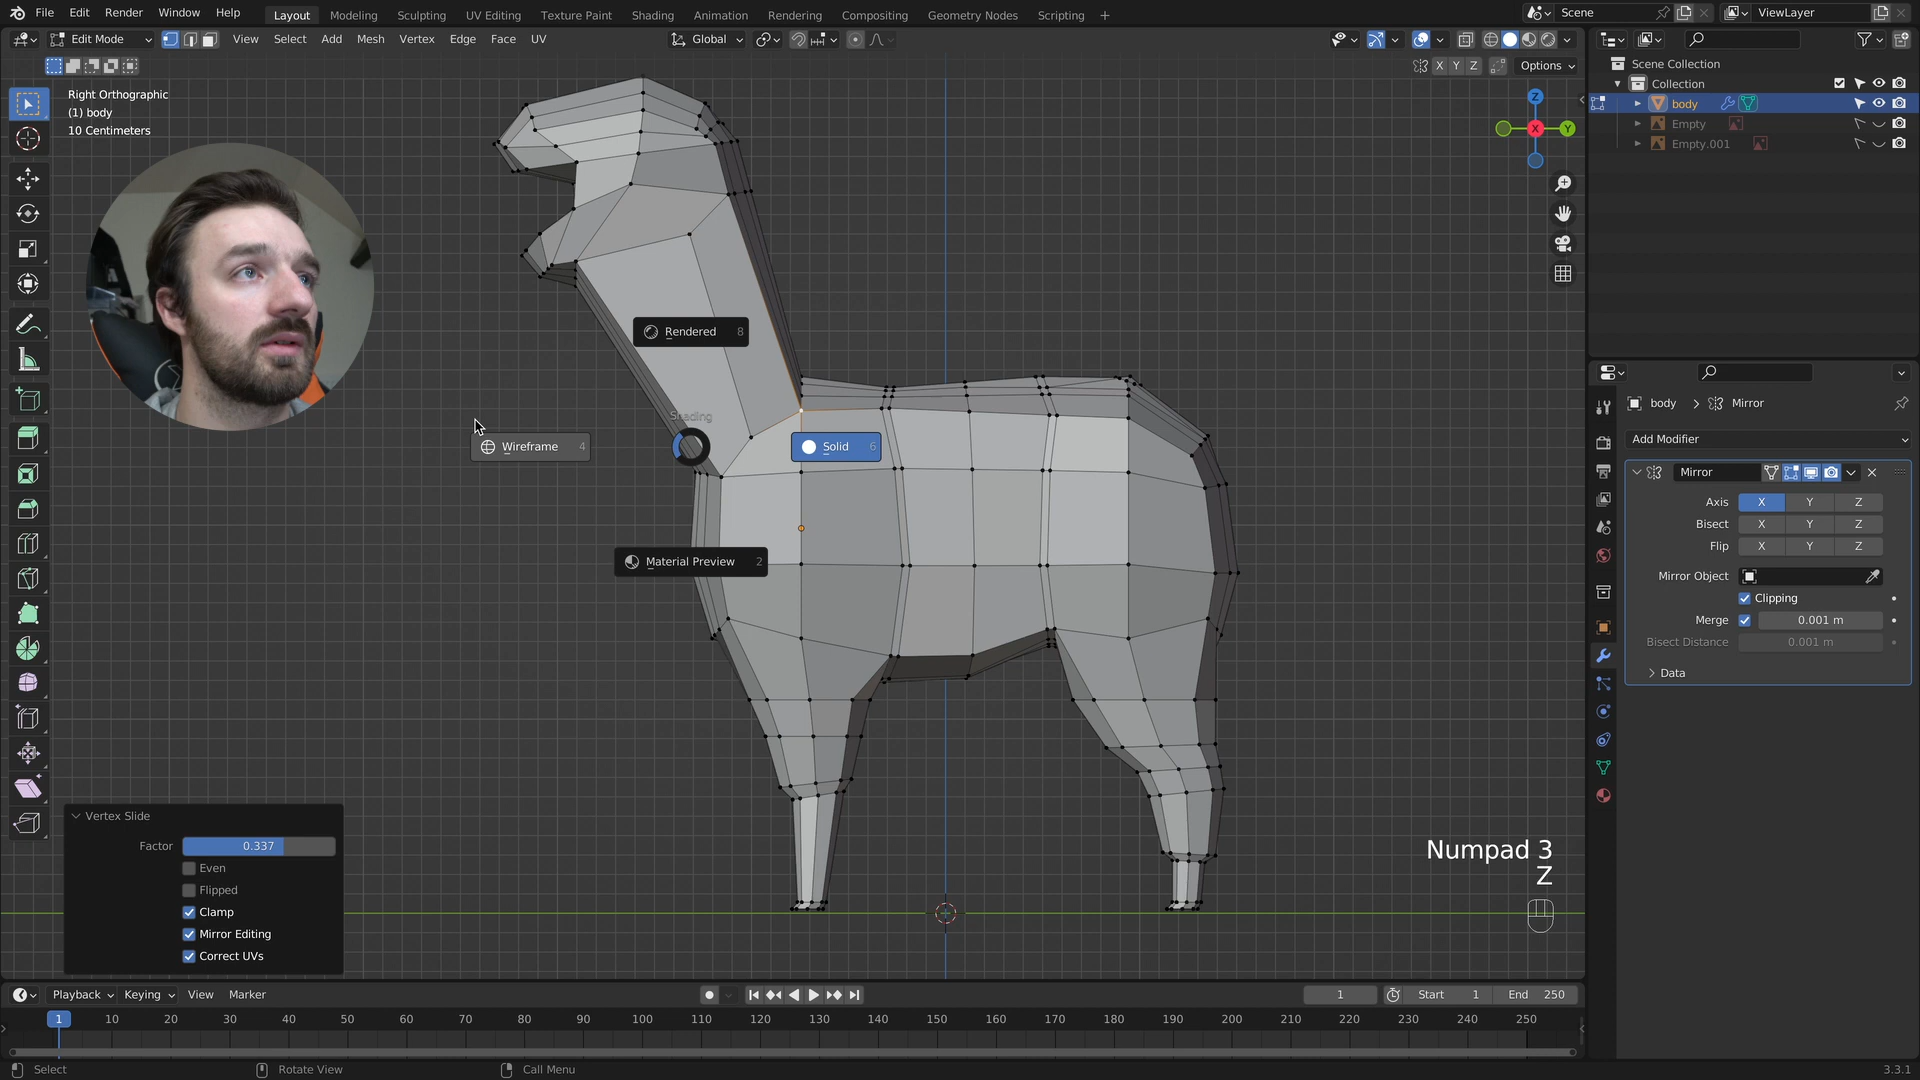 File Edit Render Window Help Layout Modeling Sculpting UV Editing Texture Paint Shading Animation Rendering Compositing Geometry Nodes Scripting + Scene ViewLayer
Edit Mode View Select Add Mesh Vertex Edge Face UV Global
X Y Z Options
Right Orthographic
(1) body
10 Centimeters
Z
X
Y
Rendered 8
Shading
Wireframe 4
Solid 6
Material Preview 2
Numpad 3
Z
Vertex Slide
Factor 0.337
Even
Flipped
Clamp
Mirror Editing
Correct UVs
Scene Collection
Collection
body
Empty
Empty.001
body > Mirror
Add Modifier
Mirror
Axis X Y Z
Bisect X Y Z
Flip X Y Z
Mirror Object
Clipping
Merge 0.001 m
Bisect Distance 0.001 m
Data
Playback Keying View Marker 1 Start 1 End 250
1 10 20 30 40 50 60 70 80 90 100 110 120 130 140 150 160 170 180 190 200 210 220 230 240 250
Select Rotate View Call Menu 3.3.1